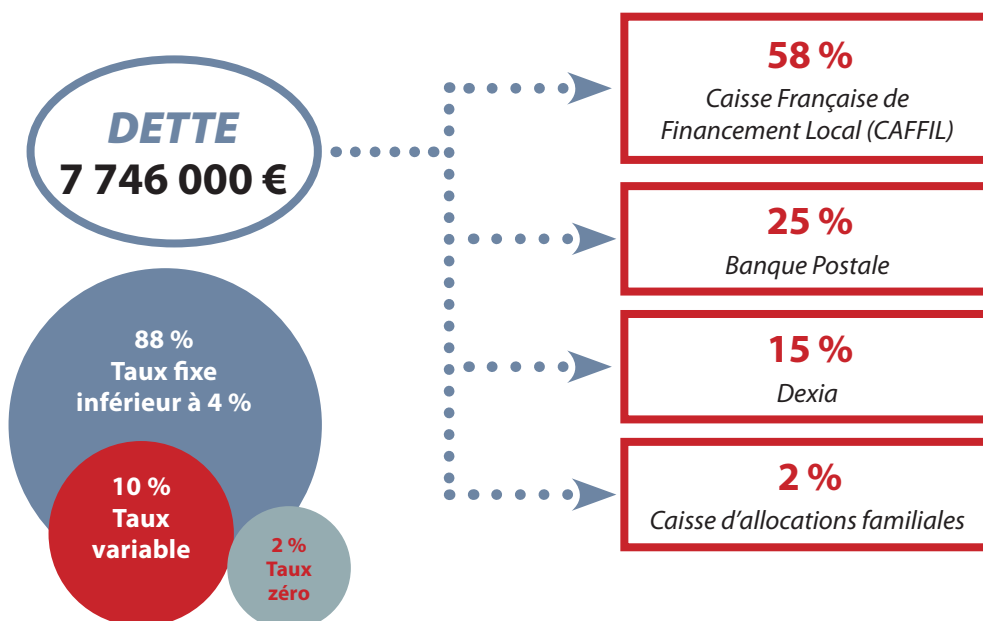 DETTE
7 746 000 €
58 %
Caisse Française de
Financement Local (CAFFIL)
25 %
Banque Postale
15 %
Dexia
2 %
Caisse d’allocations familiales
88 %
Taux fixe
inférieur à 4 %
10 %
Taux
variable
2 %
Taux
zéro